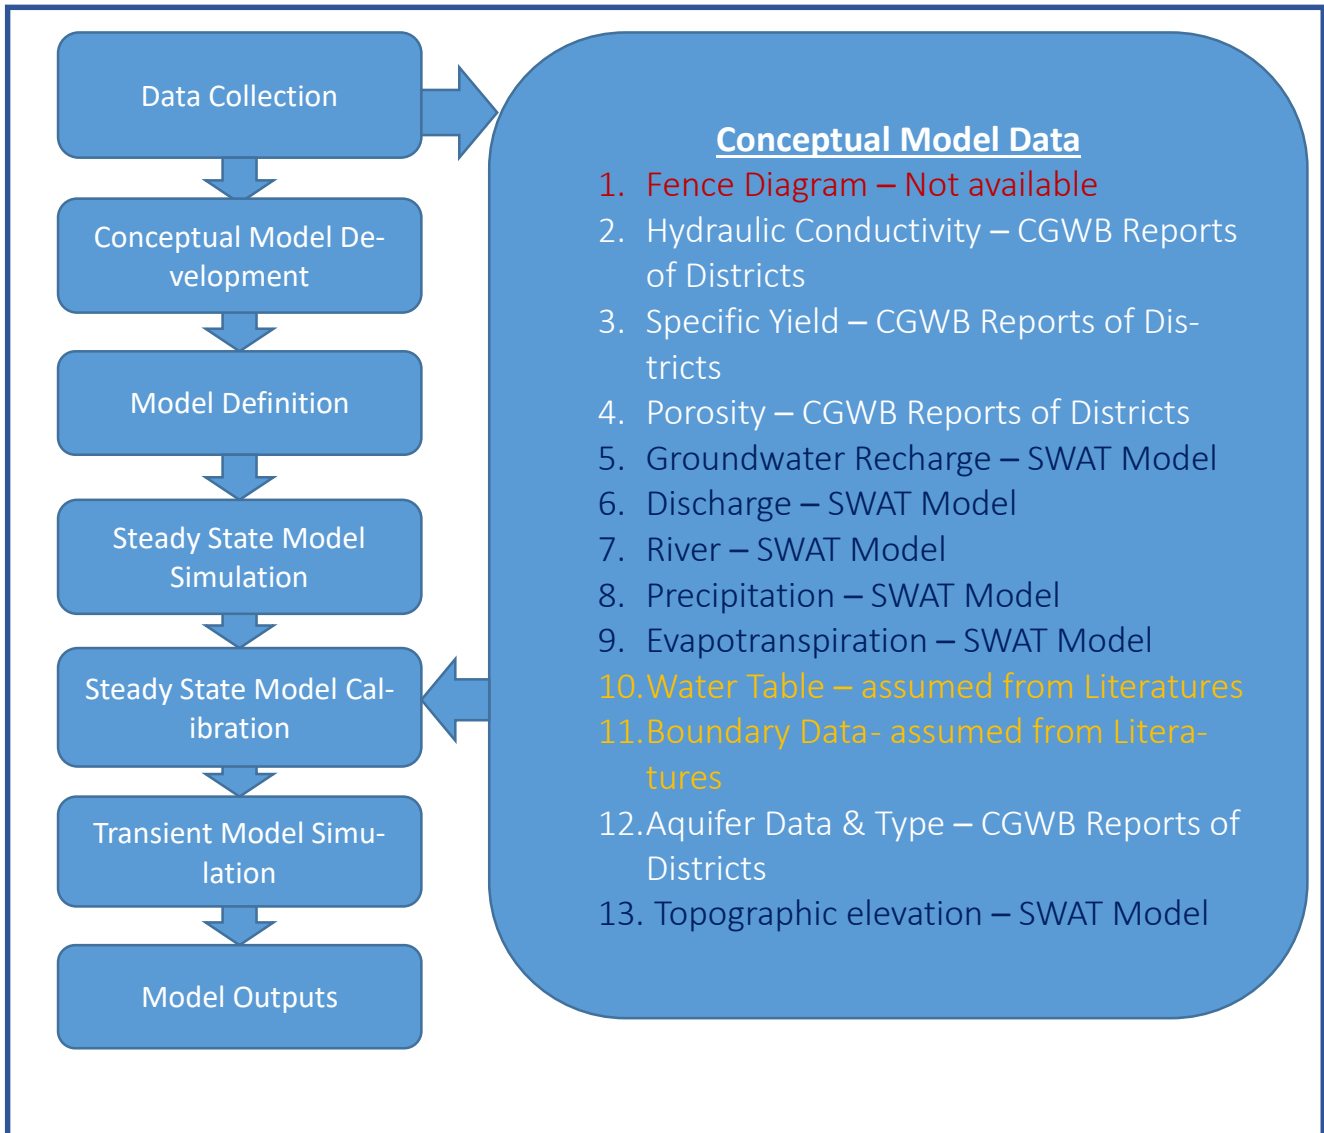 Data Collection
Conceptual Model De-
velopment
Model Definition
Steady State Model
Simulation
Steady State Model Cal-
ibration
Transient Model Simu-
lation
Model Outputs
Conceptual Model Data
1. Fence Diagram – Not available
2. Hydraulic Conductivity – CGWB Reports
of Districts
3. Specific Yield – CGWB Reports of Dis-
tricts
4. Porosity – CGWB Reports of Districts
5. Groundwater Recharge – SWAT Model
6. Discharge – SWAT Model
7. River – SWAT Model
8. Precipitation – SWAT Model
9. Evapotranspiration – SWAT Model
10.Water Table – assumed from Literatures
11.Boundary Data- assumed from Litera-
tures
12.Aquifer Data & Type – CGWB Reports of
Districts
13. Topographic elevation – SWAT Model